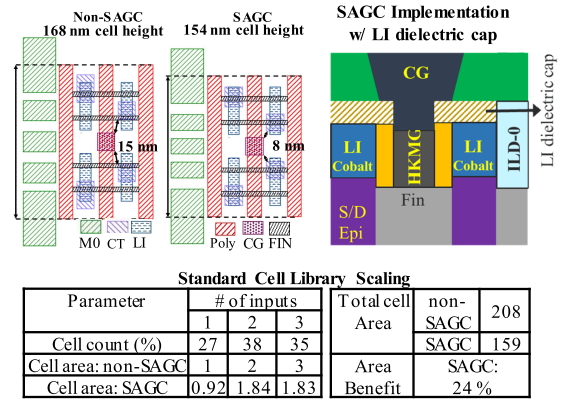 Non-SAGC
168 nm cell height
SAGC
154 nm cell height
SAGC Implementation
w/ LI dielectric cap
15 nm
8 nm
CG
LI dielectric cap
LI
Cobalt
HKMG
LI
Cobalt
ILD-0
Fin
S/D
Epi
M0 CT LI
Poly CG FIN
Standard Cell Library Scaling
Parameter # of inputs
1 2 3
Cell count (%) 27 38 35
Cell area: non-SAGC 1 2 3
Cell area: SAGC 0.92 1.84 1.83
Total cell Area non-SAGC 208
SAGC 159
Area Benefit SAGC: 24 %